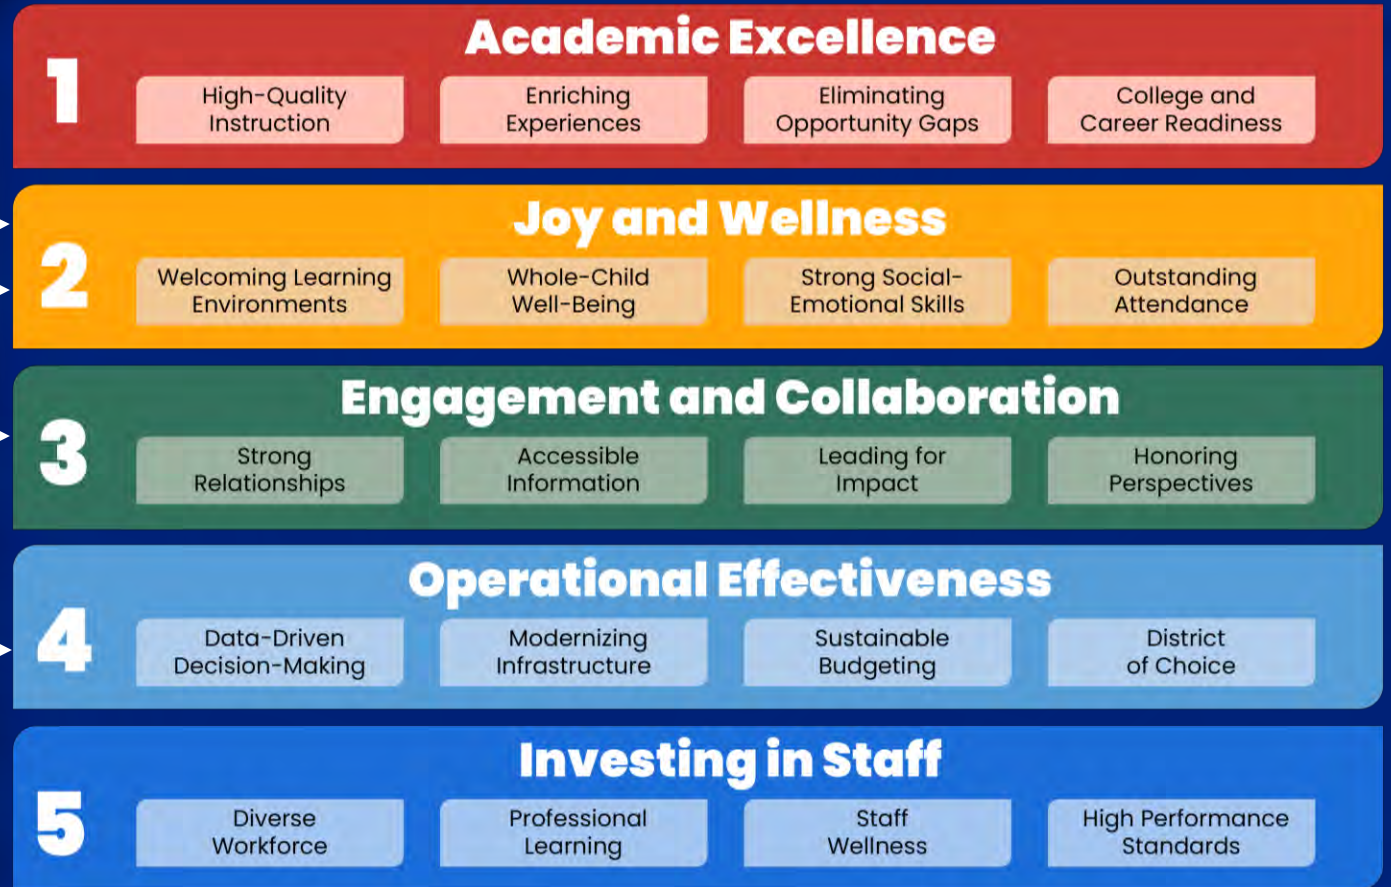 Academic Excellence
1
High-Quality
Instruction
Enriching
Experiences
Eliminating
Opportunity Gaps
College and
Career Readiness
Joy and Wellness
2
Welcoming Learning
Environments
Whole-Child
Well-Being
Strong Social-
Emotional Skills
Outstanding
Attendance
Engagement and Collaboration
3
Strong
Relationships
Accessible
Information
Leading for
Impact
Honoring
Perspectives
Operational Effectiveness
4
Data-Driven
Decision-Making
Modernizing
Infrastructure
Sustainable
Budgeting
District
of Choice
Investing in Staff
5
Diverse
Workforce
Professional
Learning
Staff
Wellness
High Performance
Standards